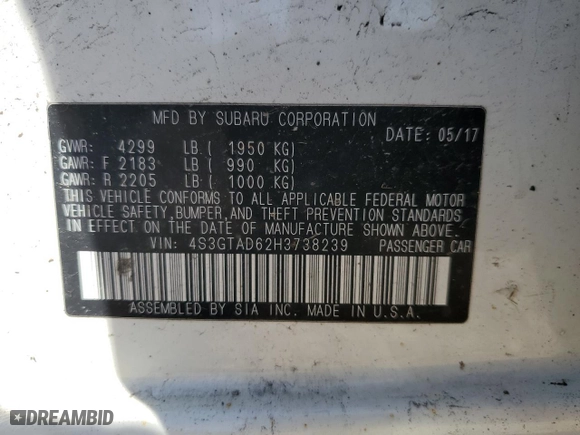 MFD BY SUBARU CORPORATION
DATE: 05/17
GVWR: 4299 LB ( 1950 KG)
GAWR: F 2183 LB ( 990 KG)
GAWR: R 2205 LB ( 1000 KG)
THIS VEHICLE CONFORMS TO ALL APPLICABLE FEDERAL MOTOR
VEHICLE SAFETY, BUMPER, AND THEFT PREVENTION STANDARDS
IN EFFECT ON THE DATE OF MANUFACTURE SHOWN ABOVE.
VIN: 4S3GTAD62H3738239 PASSENGER CAR
ASSEMBLED BY SIA INC. MADE IN U.S.A.
DREAMBID